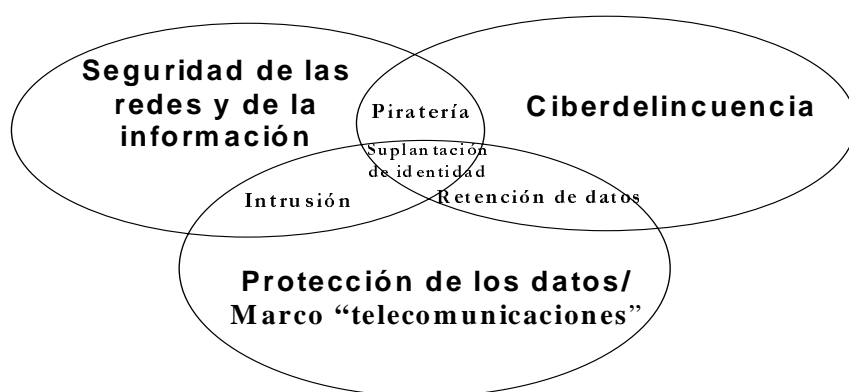 Seguridad de las
redes y de la
información
Piratería
Ciberdelincuencia
Suplantación
de identidad
Intrusión
Retención de datos
Protección de los datos/
Marco “telecomunicaciones”